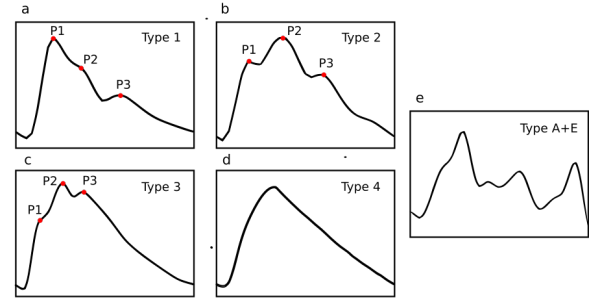 a
P1
Type 1
P2
P3
b
P2
Type 2
P1
P3
c
P2
P3
Type 3
P1
d
Type 4
e
Type A+E